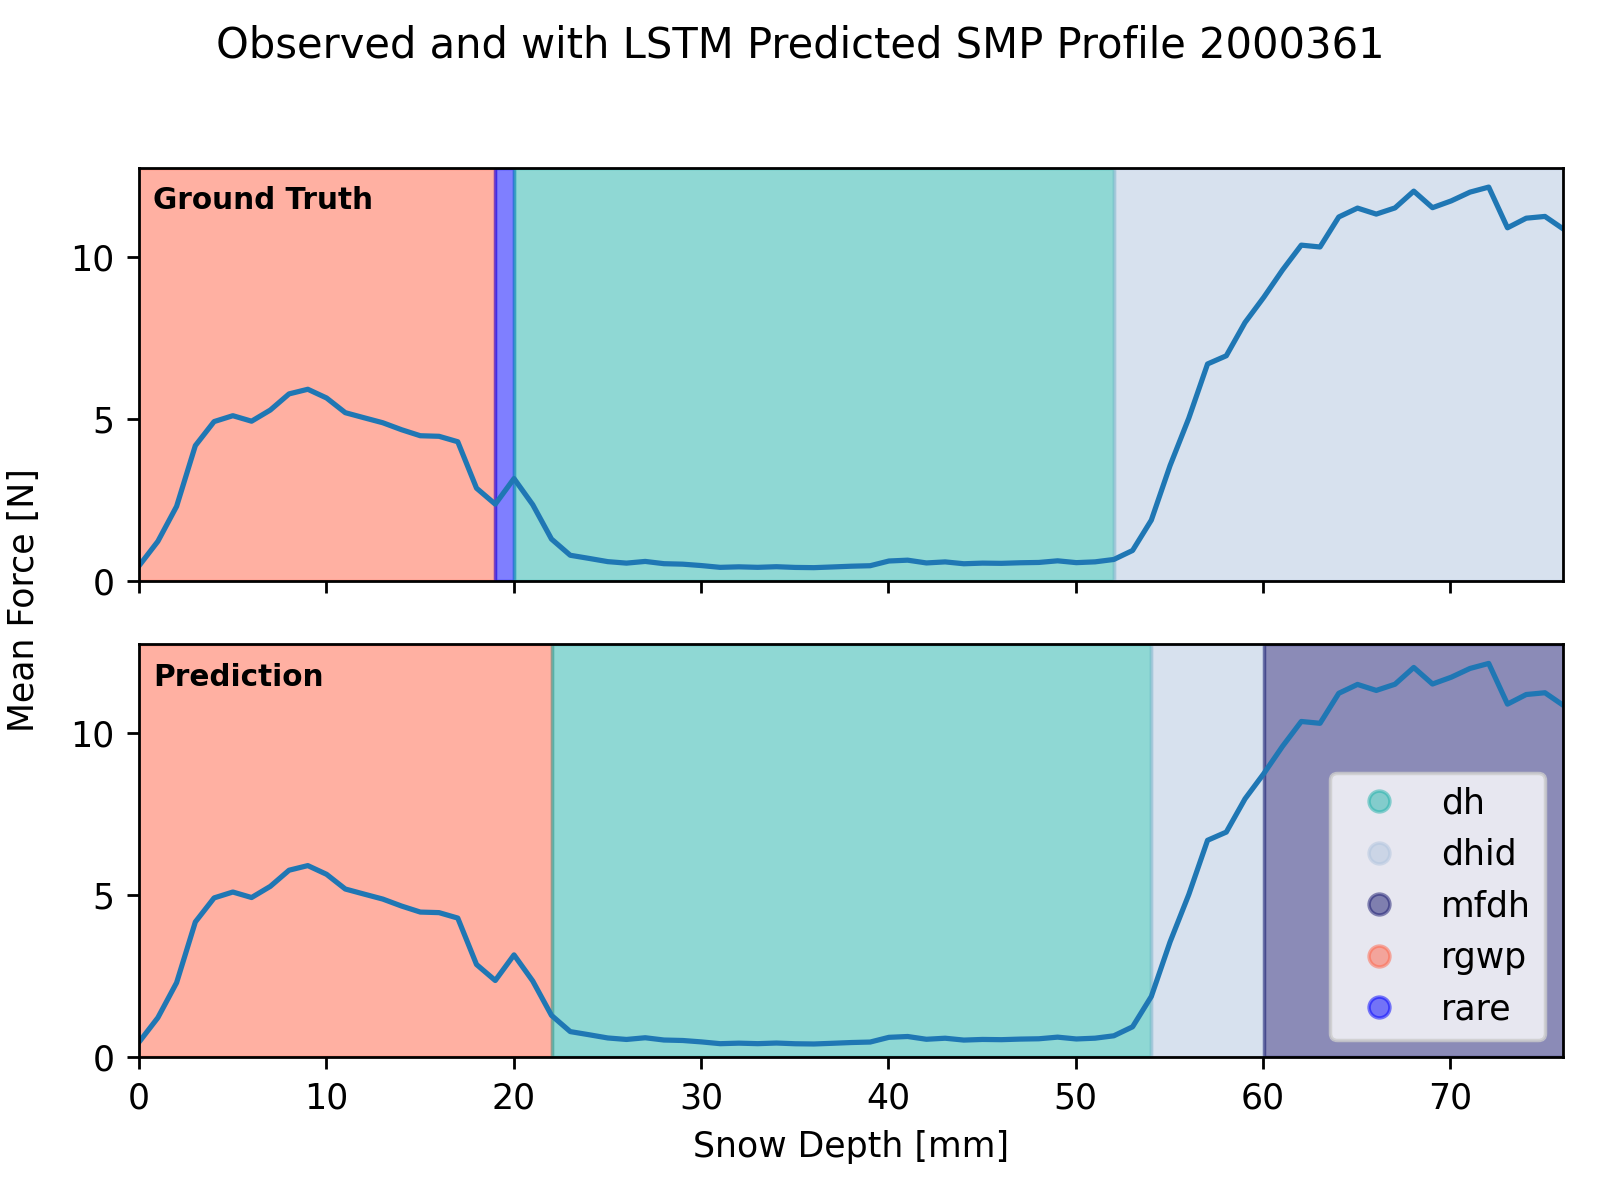 Observed and with LSTM Predicted SMP Profile 2000361
Ground Truth
10
5
0
Mean Force [N]
Prediction
10
5
0
dh
dhid
mfdh
rgwp
rare
0 10 20 30 40 50 60 70
Snow Depth [mm]